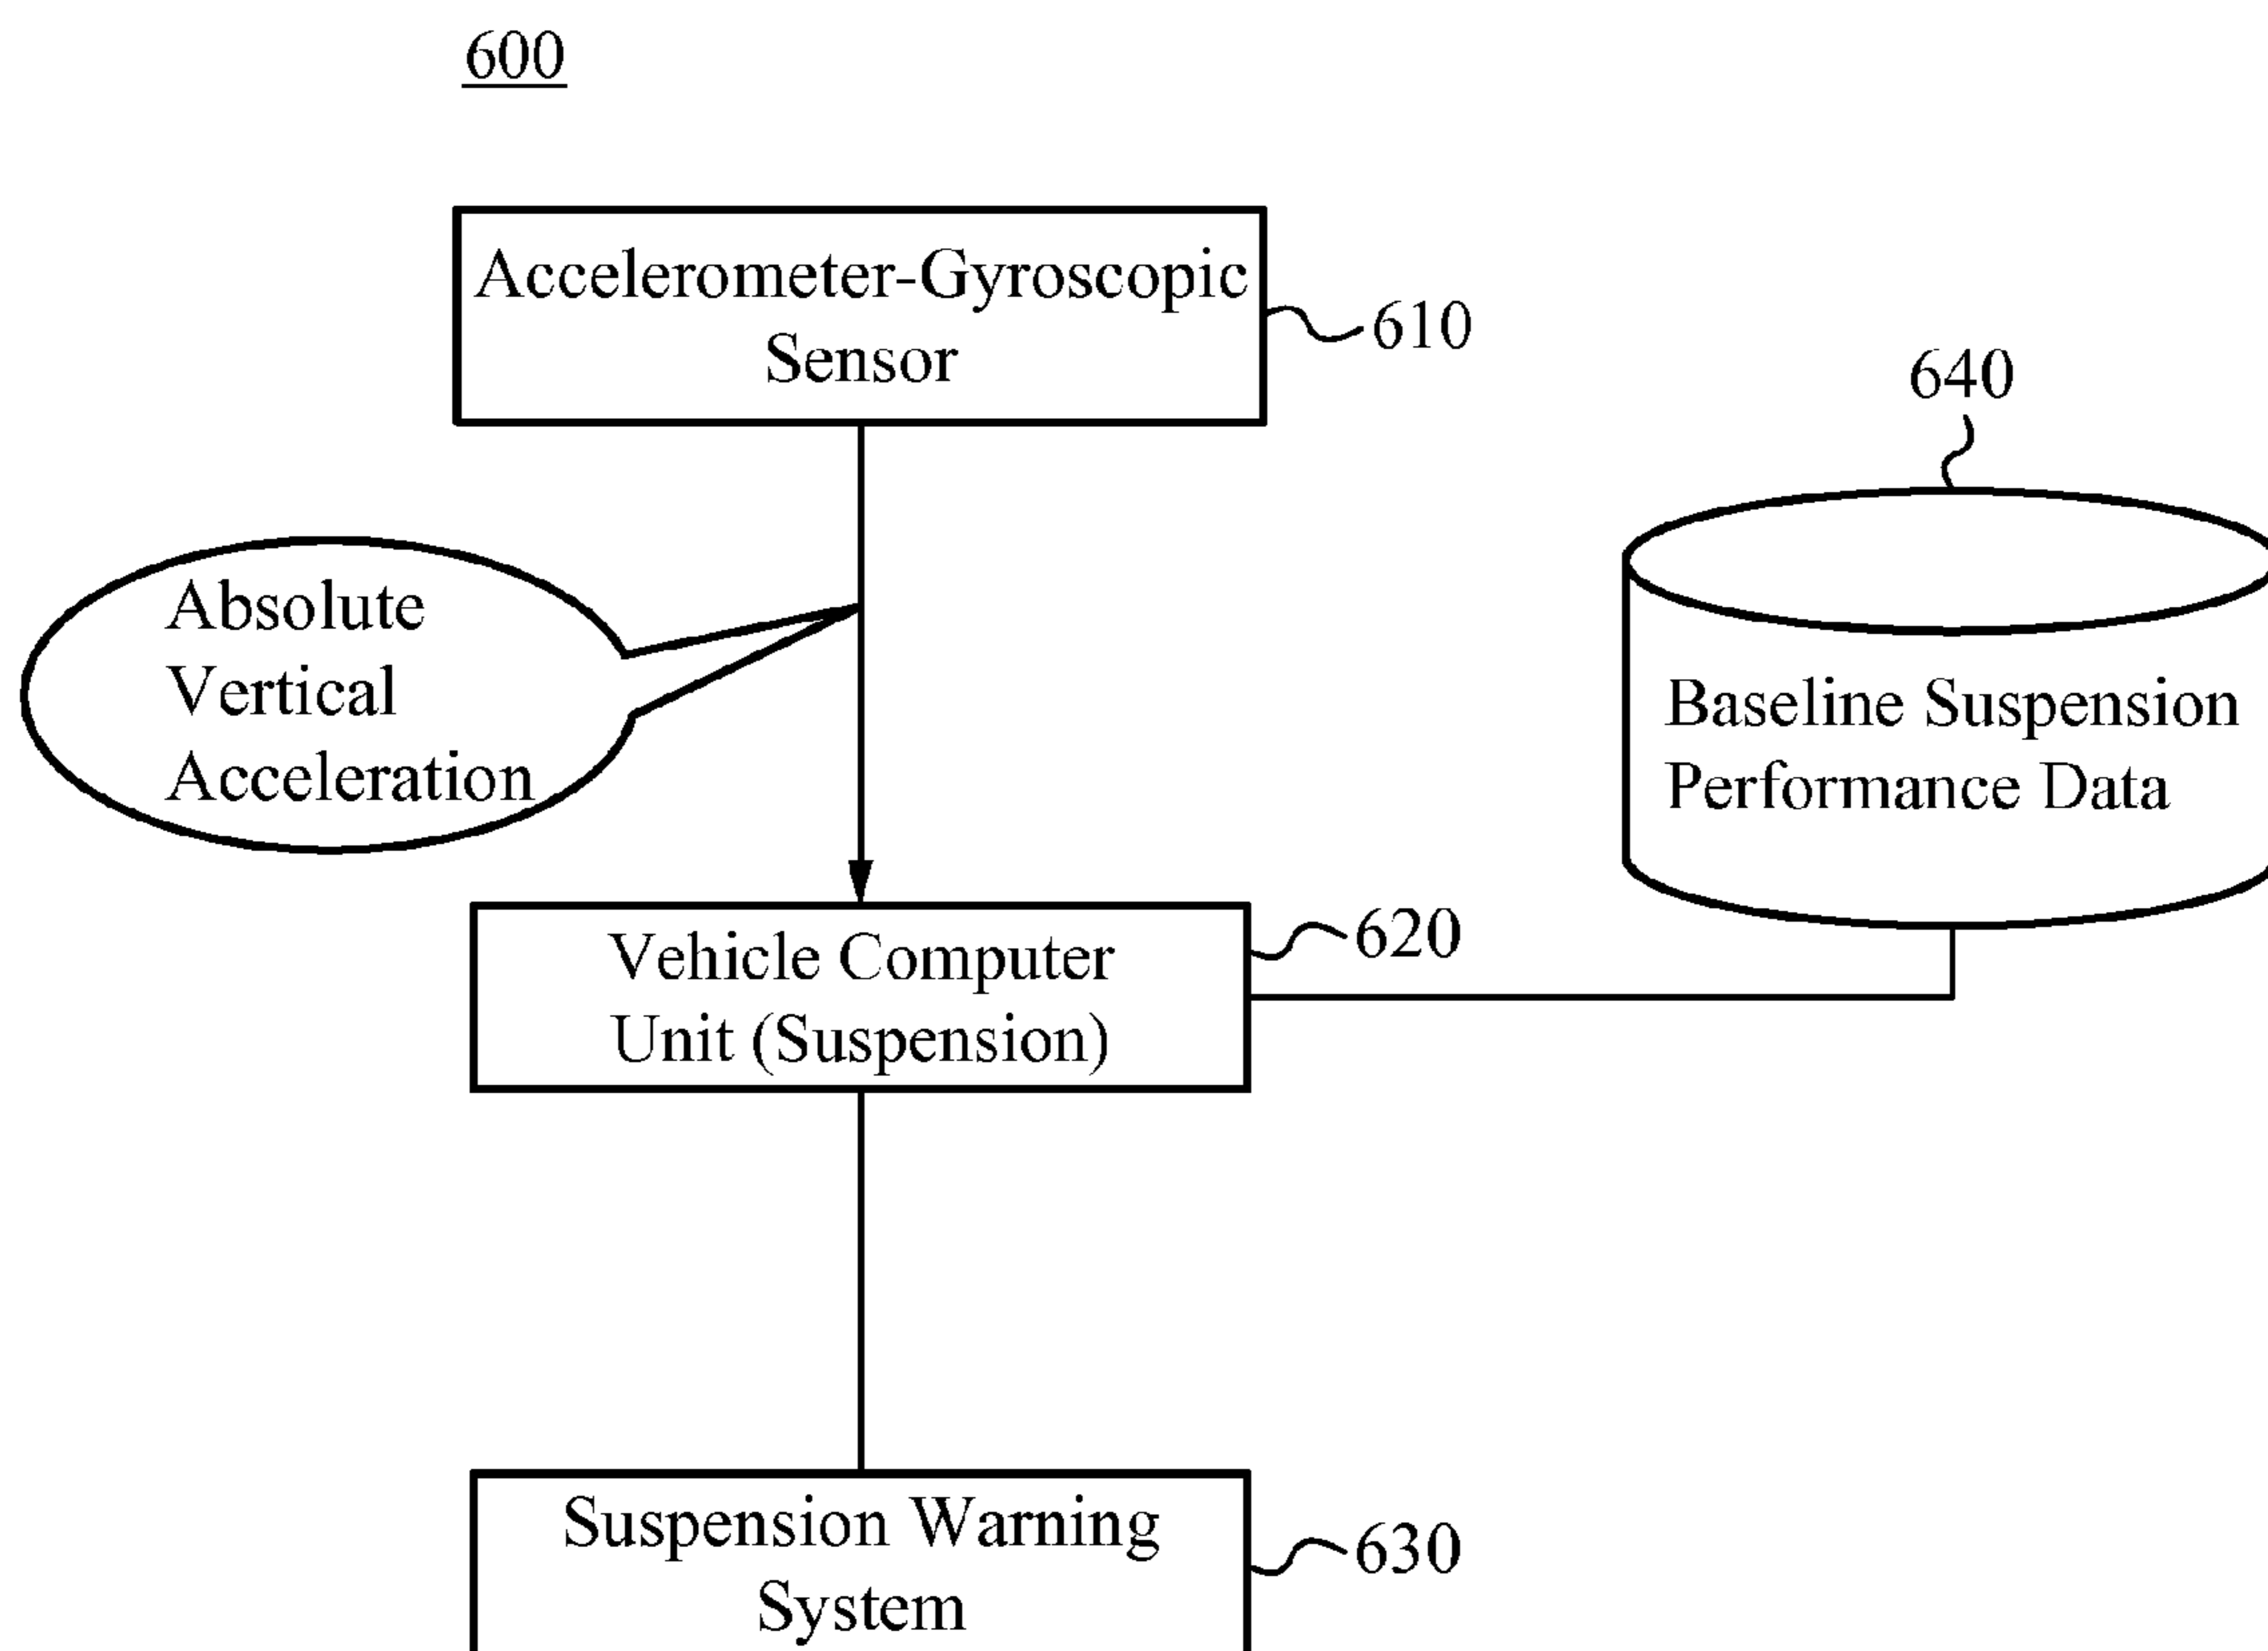 600
Accelerometer-Gyroscopic
Sensor
610
640
Absolute
Vertical
Acceleration
Baseline Suspension
Performance Data
Vehicle Computer
Unit (Suspension)
620
Suspension Warning
System
630